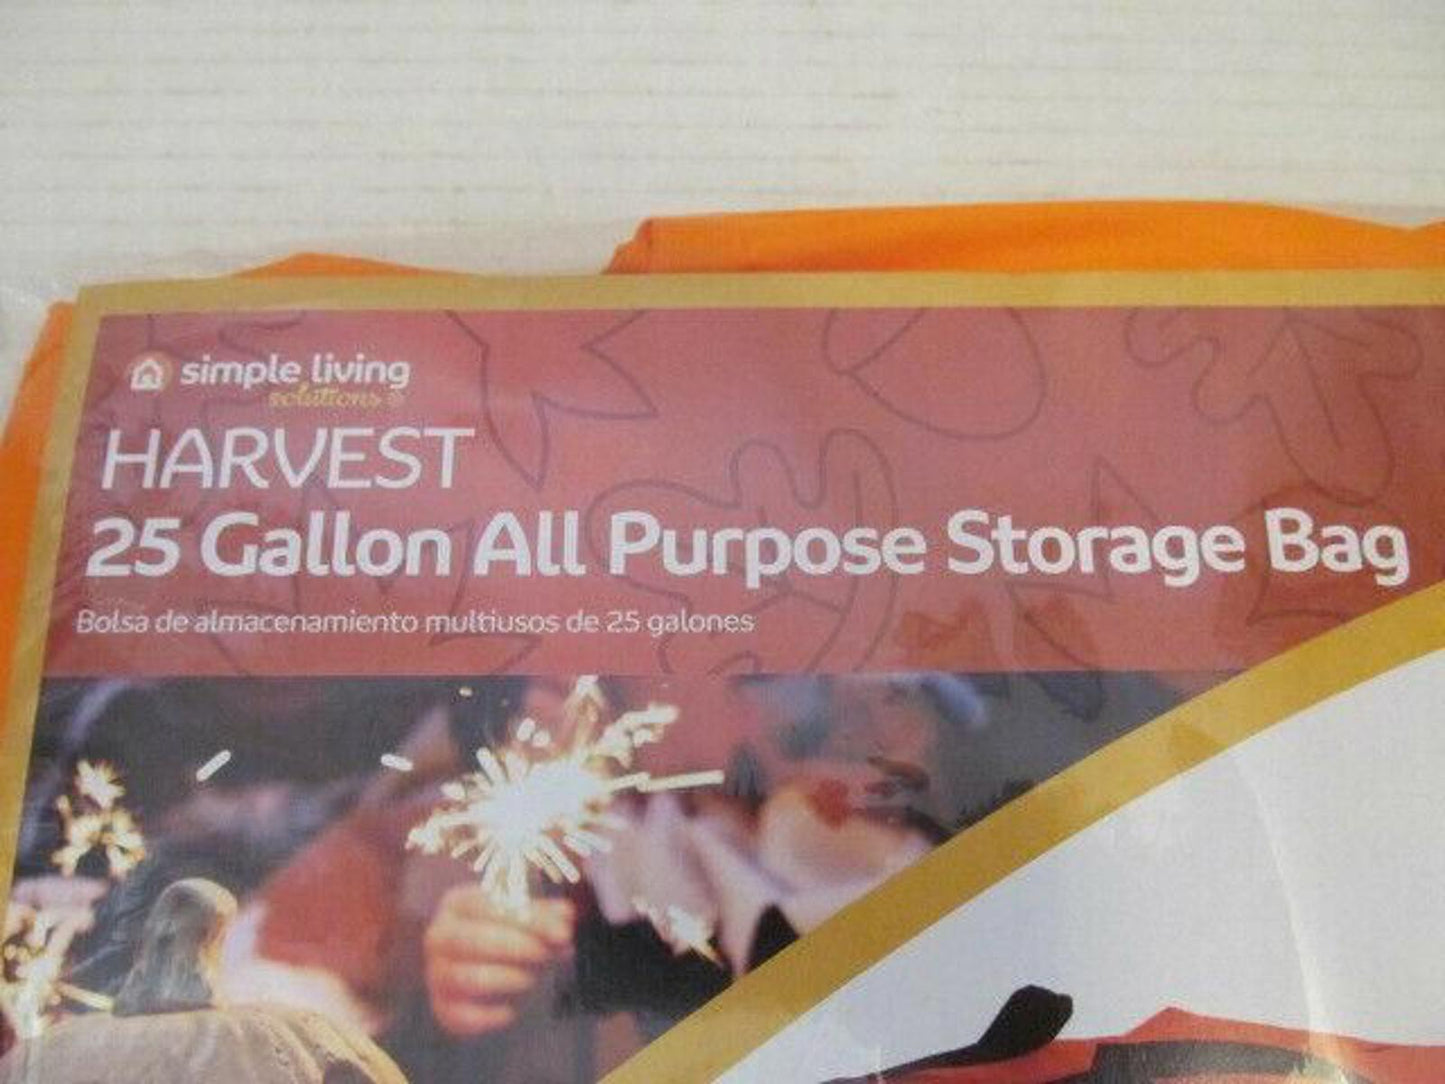 simple living
solutions®
HARVEST
25 Gallon All Purpose Storage Bag
Bolsa de almacenamiento multiusos de 25 galones